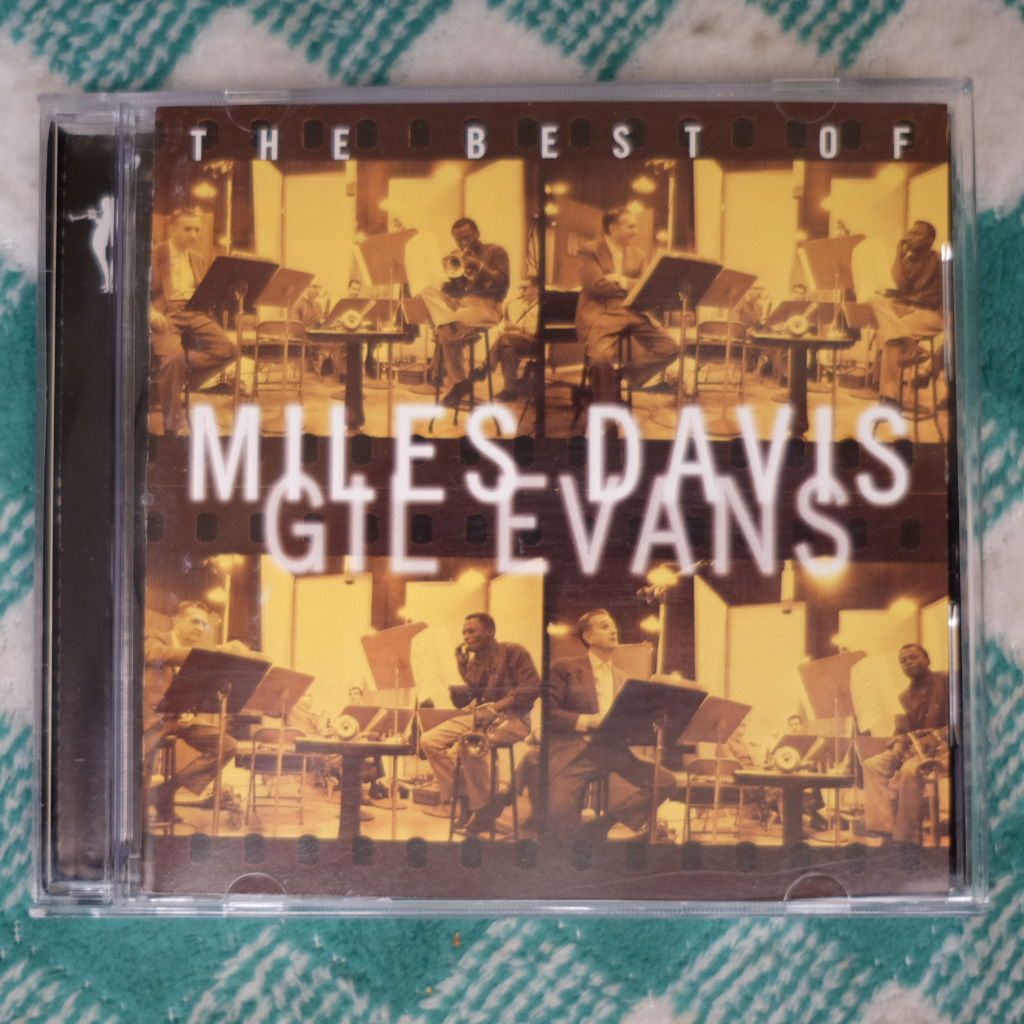 THE BEST OF
MILES DAVIS
GIL EVANS